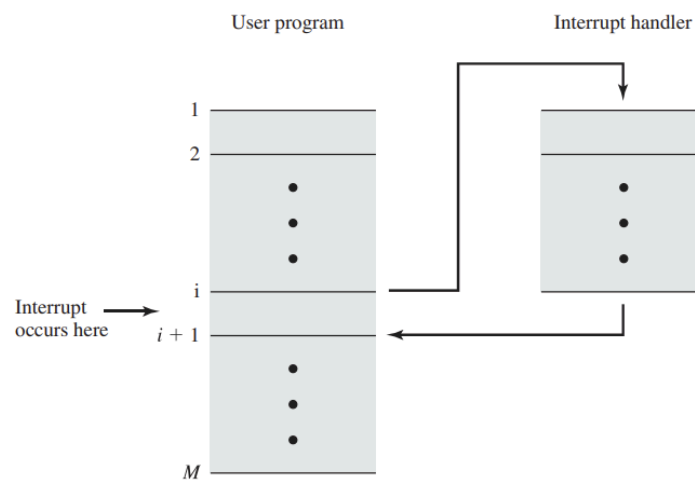 User program
Interrupt handler
1
2
i
Interrupt
occurs here
i + 1
M